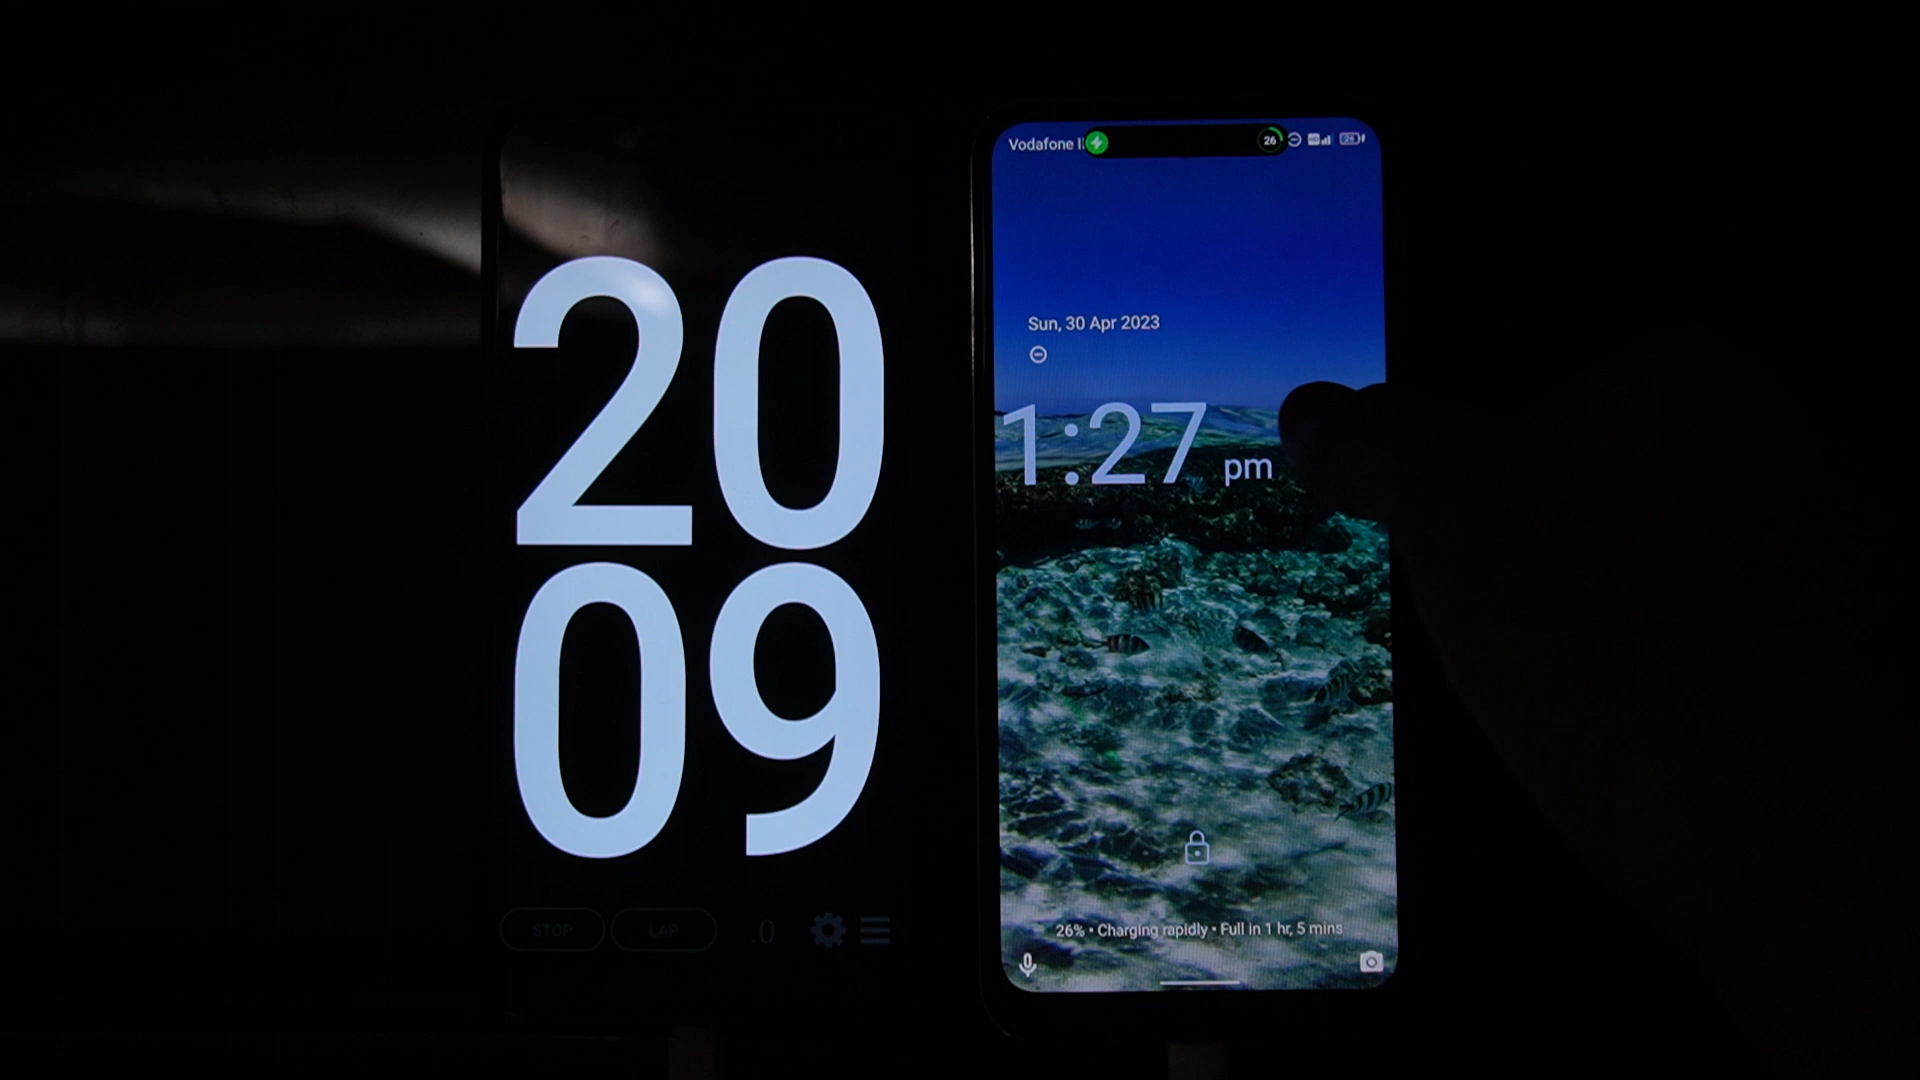 20
09
STOP LAP .0
Vodafone I
26
Sun, 30 Apr 2023
1:27 pm
26% • Charging rapidly • Full in 1 hr, 5 mins